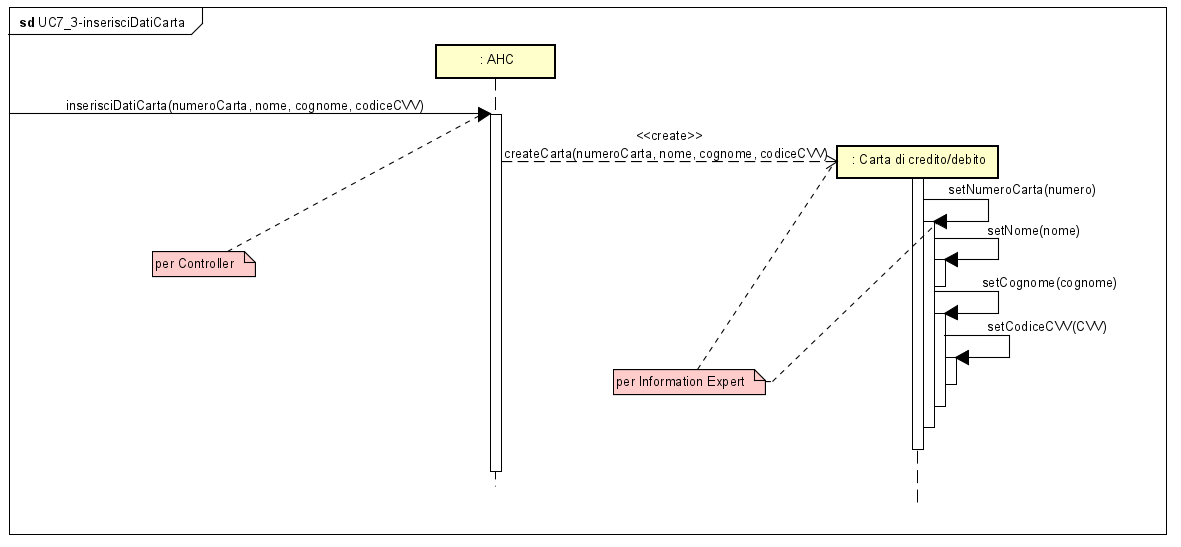 sd UC7_3-inserisciDatiCarta
: AHC
inserisciDatiCarta(numeroCarta, nome, cognome, codiceCVV)
<<create>>
createCarta(numeroCarta, nome, cognome, codiceCVV)
: Carta di credito/debito
setNumeroCarta(numero)
setNome(nome)
per Controller
setCognome(cognome)
setCodiceCVV(CVV)
per Information Expert